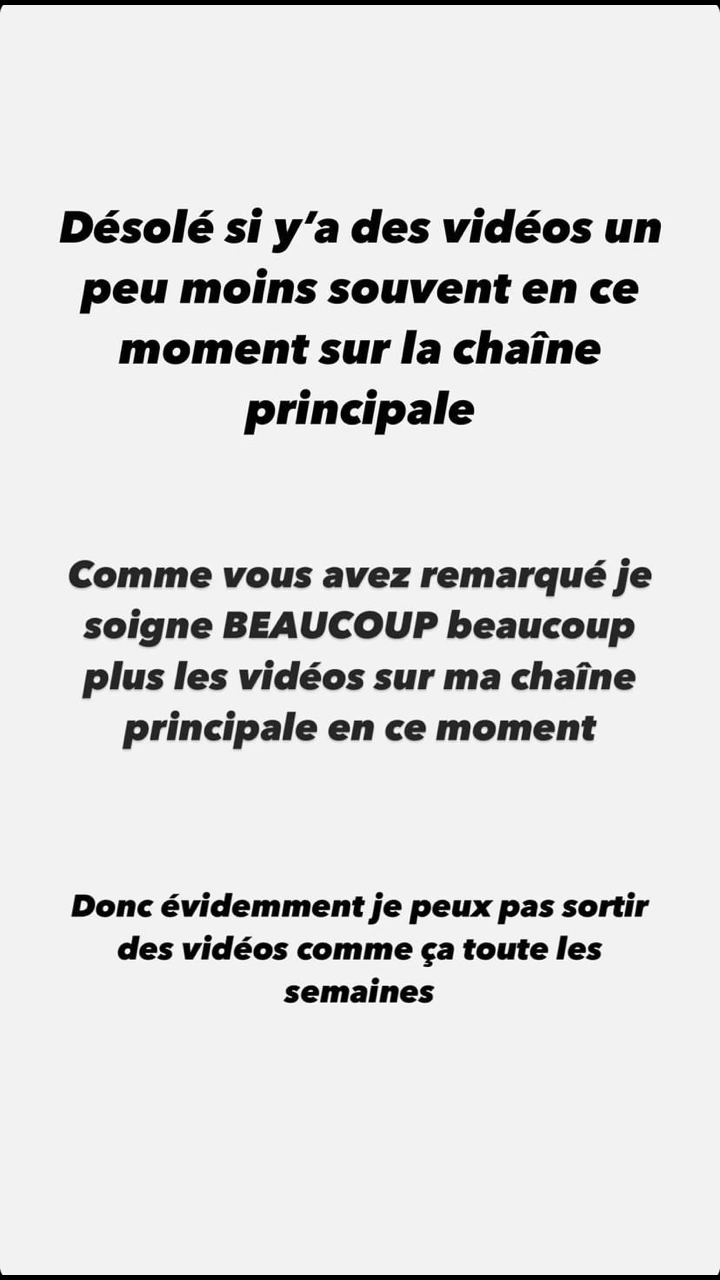 Désolé si y’a des vidéos un
peu moins souvent en ce
moment sur la chaîne
principale
Comme vous avez remarqué je
soigne BEAUCOUP beaucoup
plus les vidéos sur ma chaîne
principale en ce moment
Donc évidemment je peux pas sortir
des vidéos comme ça toute les
semaines